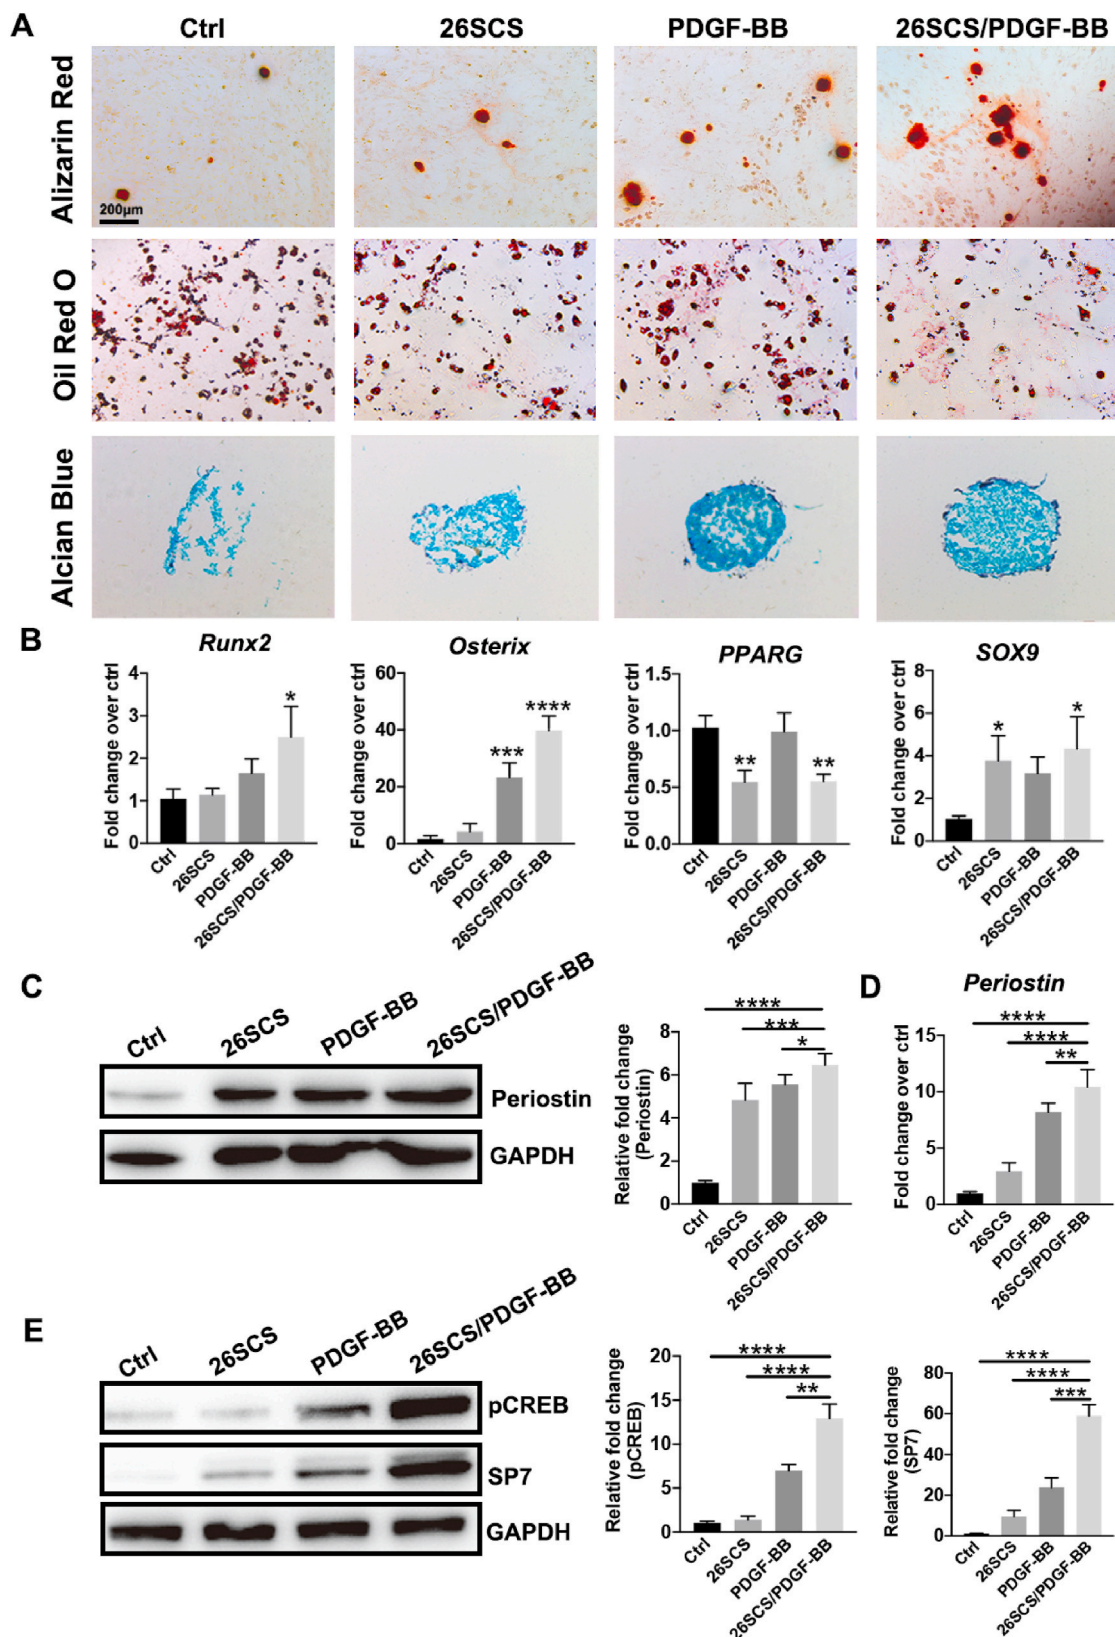 A
Ctrl
26SCS
PDGF-BB
26SCS/PDGF-BB
Alizarin Red
200μm
Oil Red O
Alcian Blue
B
Runx2
Fold change over ctrl
4
3
2
1
0
Ctrl
26SCS
PDGF-BB
26SCS/PDGF-BB
*
Osterix
Fold change over ctrl
60
40
20
0
Ctrl
26SCS
PDGF-BB
26SCS/PDGF-BB
***
****
PPARG
Fold change over ctrl
1.5
1.0
0.5
0.0
Ctrl
26SCS
PDGF-BB
26SCS/PDGF-BB
**
**
SOX9
Fold change over ctrl
8
6
4
2
0
Ctrl
26SCS
PDGF-BB
26SCS/PDGF-BB
*
*
C
Ctrl
26SCS
PDGF-BB
26SCS/PDGF-BB
Periostin
GAPDH
Relative fold change
(Periostin)
8
6
4
2
0
Ctrl
26SCS
PDGF-BB
26SCS/PDGF-BB
****
***
*
D
Periostin
Fold change over ctrl
15
10
5
0
Ctrl
26SCS
PDGF-BB
26SCS/PDGF-BB
****
****
**
E
Ctrl
26SCS
PDGF-BB
26SCS/PDGF-BB
pCREB
SP7
GAPDH
Relative fold change
(pCREB)
20
15
10
5
0
Ctrl
26SCS
PDGF-BB
26SCS/PDGF-BB
****
****
**
Relative fold change
(SP7)
80
60
40
20
0
Ctrl
26SCS
PDGF-BB
26SCS/PDGF-BB
****
****
***